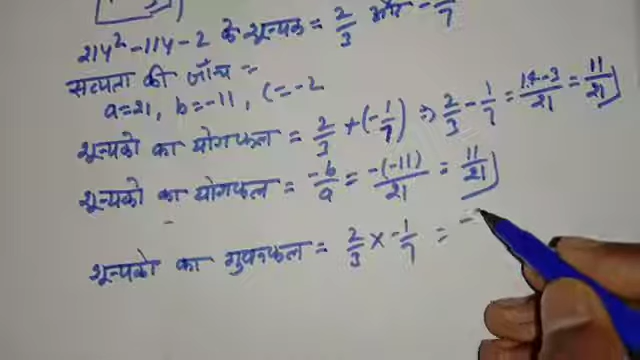 21y² - 11y - 2 के शून्यक = 2/3 और -1/7
सत्यता की जाँच =
a = 21, b = -11, c = -2
शून्यको का योगफल = 2/3 + (-1/7) ⇒ 2/3 - 1/7 = 14-3/21 = 11/21
शून्यको का योगफल = -b/a = -(-11)/21 = 11/21
शून्यको का गुणनफल = 2/3 × -1/7 = -